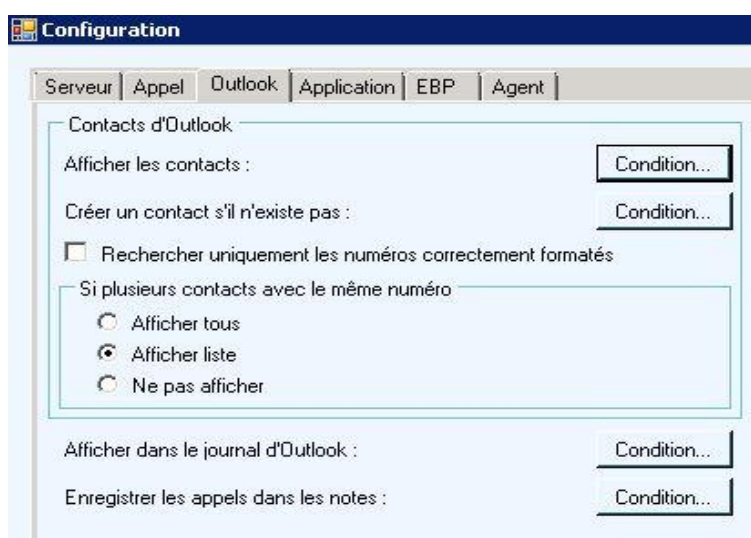 Configuration
Serveur Appel Outlook Application EBP Agent
Contacts d'Outlook
Afficher les contacts : Condition...
Créer un contact s'il n'existe pas : Condition...
Rechercher uniquement les numéros correctement formatés
Si plusieurs contacts avec le même numéro
Afficher tous
Afficher liste
Ne pas afficher
Afficher dans le journal d'Outlook : Condition...
Enregistrer les appels dans les notes : Condition...